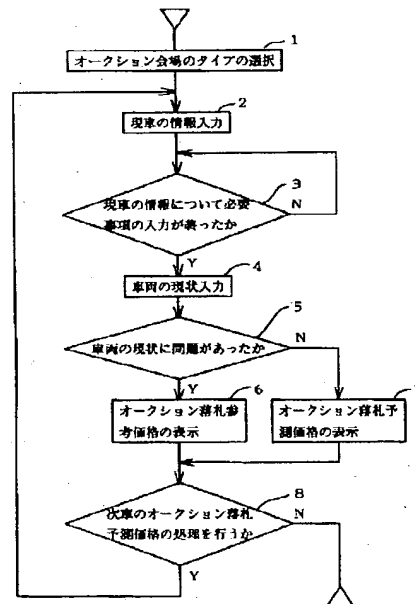 1
オークション会場のタイプの選択
2
現車の情報入力
3
現車の情報について必要
事項の入力が終ったか
N
Y
4
車両の現状入力
5
車両の現状に問題があったか
N
Y
6
オークション落札参
考価格の表示
オークション落札予
測価格の表示
8
次車のオークション落札
予測価格の処理を行うか
N
Y